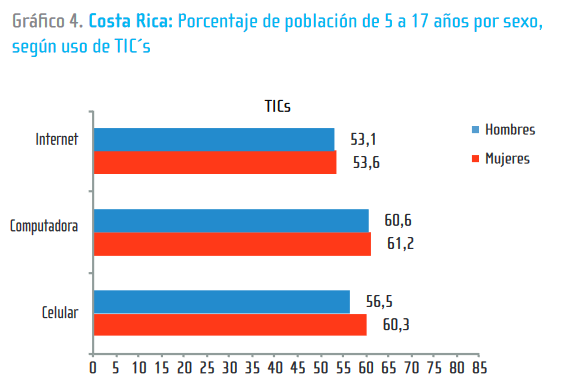 Gráfico 4. Costa Rica: Porcentaje de población de 5 a 17 años por sexo,
según uso de TIC´s
TICs
Hombres
Mujeres
Internet
53,1
53,6
Computadora
60,6
61,2
Celular
56,5
60,3
0 5 10 15 20 25 30 35 40 50 55 60 65 70 75 80 85